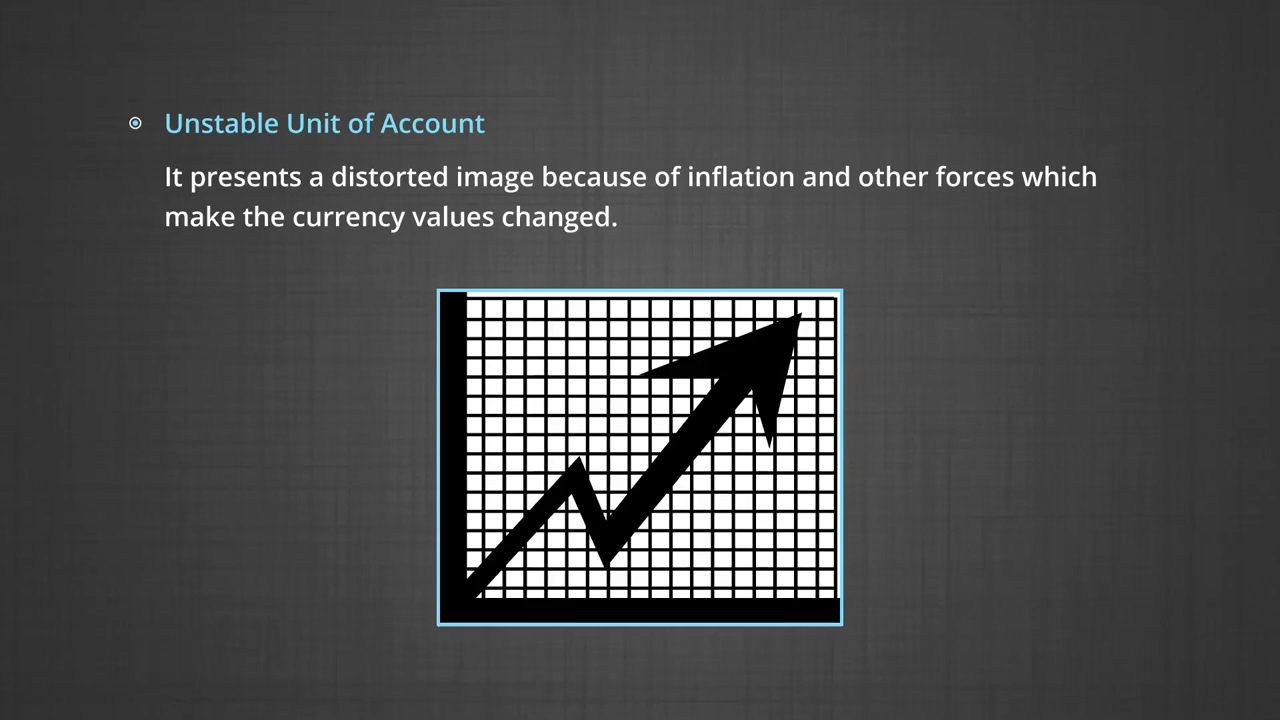 Unstable Unit of Account
It presents a distorted image because of inflation and other forces which
make the currency values changed.